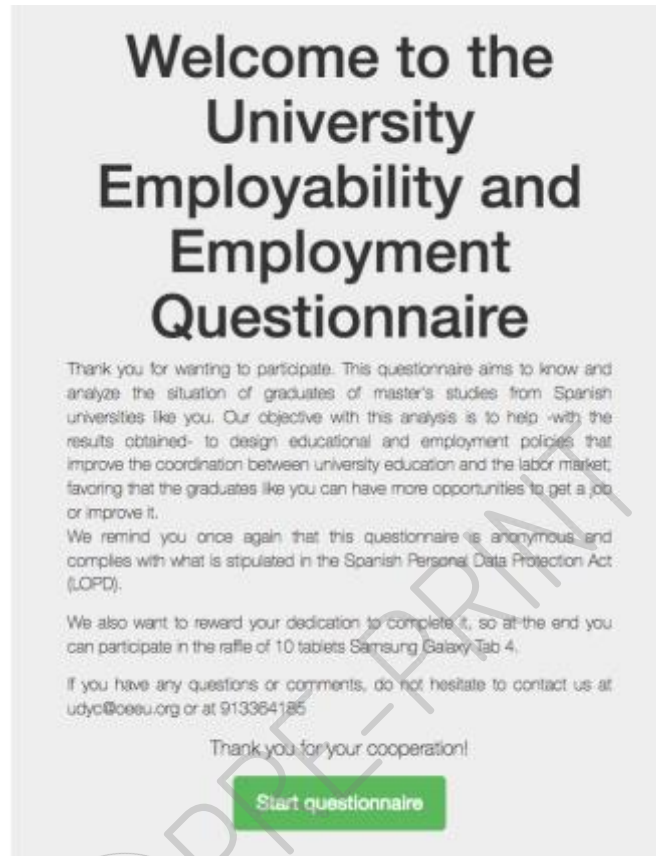 Welcome to the
University
Employability and
Employment
Questionnaire
Thank you for wanting to participate. This questionnaire aims to know and
analyze the situation of graduates of master's studies from Spanish
universities like you. Our objective with this analysis is to help -with the
results obtained- to design educational and employment policies that
improve the coordination between university education and the labor market;
favoring that the graduates like you can have more opportunities to get a job
or improve it.
We remind you once again that this questionnaire is anonymous and
complies with what is stipulated in the Spanish Personal Data Protection Act
(LOPD).
We also want to reward your dedication to complete it, so at the end you
can participate in the raffle of 10 tablets Samsung Galaxy Tab 4.
If you have any questions or comments, do not hesitate to contact us at
udyc@oeeu.org or at 913364185
Thank you for your cooperation!
Start questionnaire
PRE-PRINT